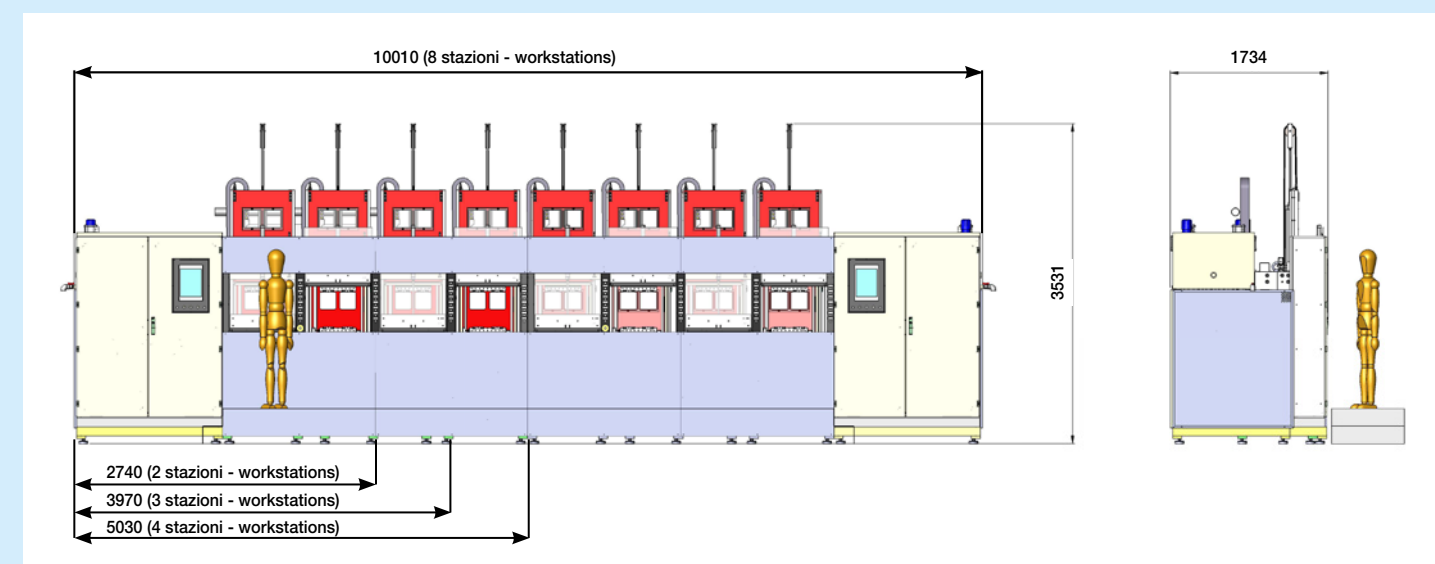 10010 (8 stazioni - workstations)
1734
3531
2740 (2 stazioni - workstations)
3970 (3 stazioni - workstations)
5030 (4 stazioni - workstations)